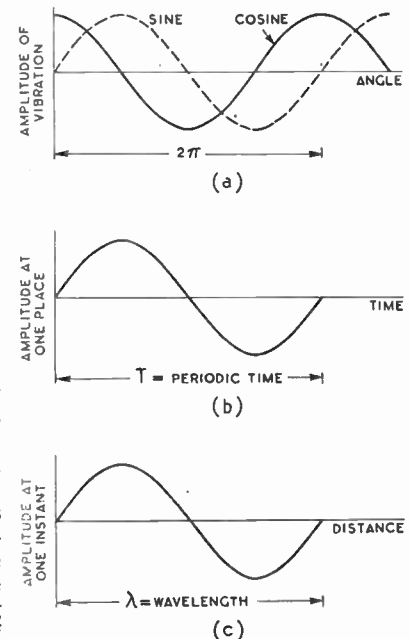 SINE
COSINE
AMPLITUDE OF
VIBRATION
ANGLE
2π
(a)
AMPLITUDE AT
ONE PLACE
TIME
T = PERIODIC TIME
(b)
AMPLITUDE AT
ONE INSTANT
DISTANCE
λ = WAVELENGTH
(c)